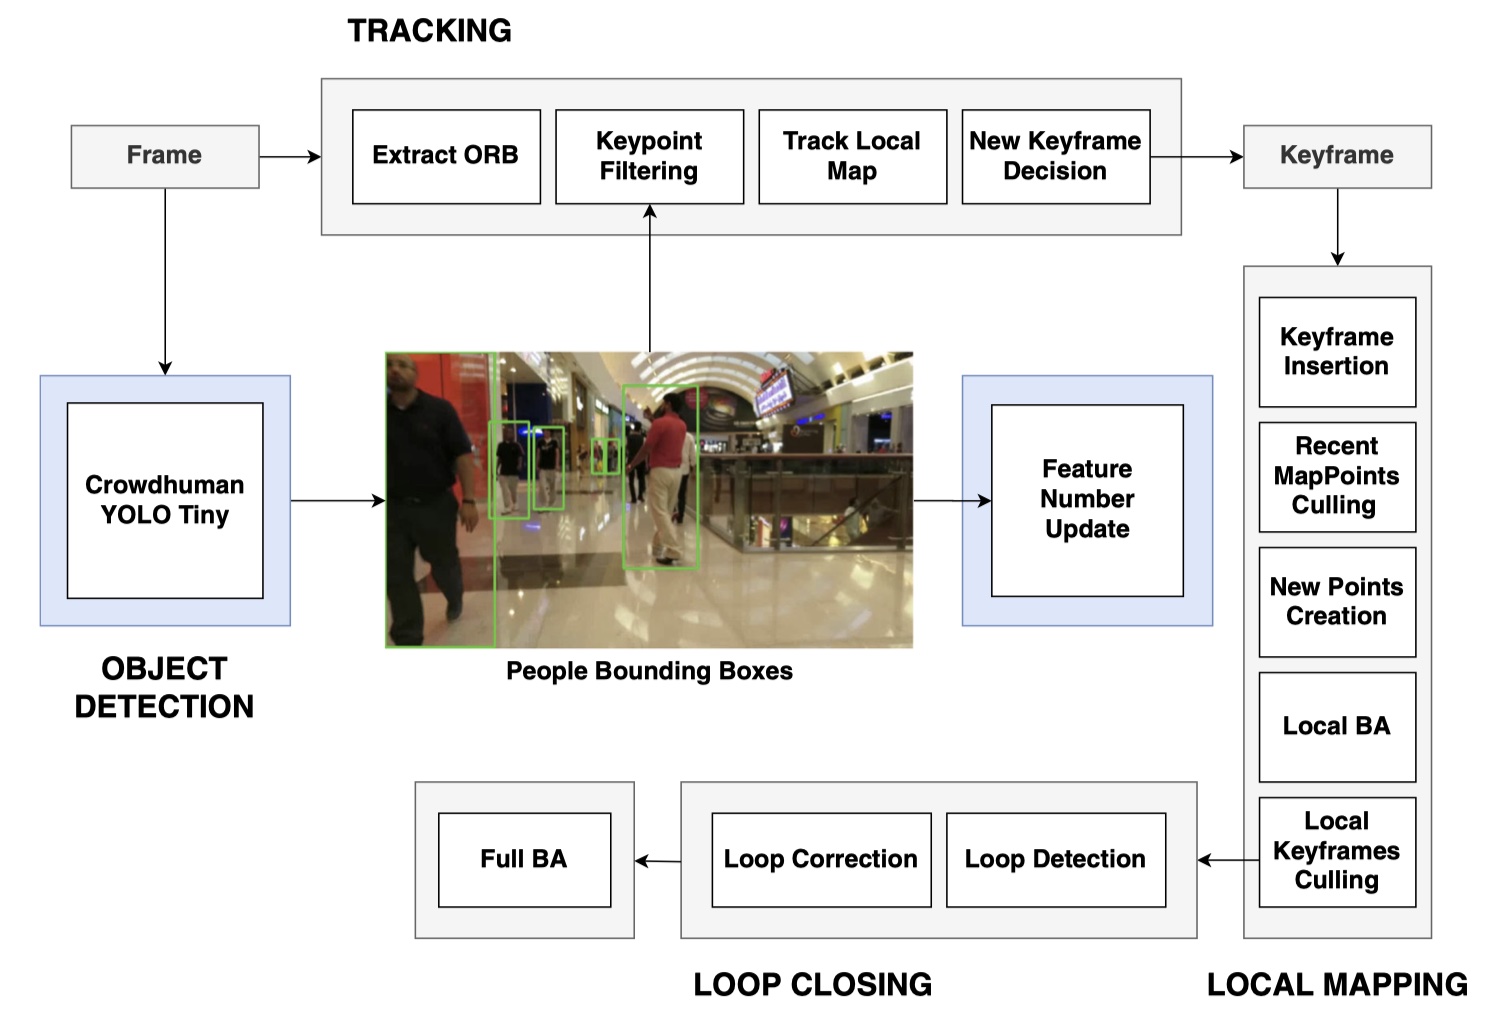 TRACKING
Frame
Extract ORB
Keypoint
Filtering
Track Local
Map
New Keyframe
Decision
Keyframe
Keyframe
Insertion
Recent
MapPoints
Culling
New Points
Creation
Local BA
Local
Keyframes
Culling
Crowdhuman
YOLO Tiny
OBJECT
DETECTION
People Bounding Boxes
Feature
Number
Update
Full BA
Loop Correction
Loop Detection
LOOP CLOSING
LOCAL MAPPING